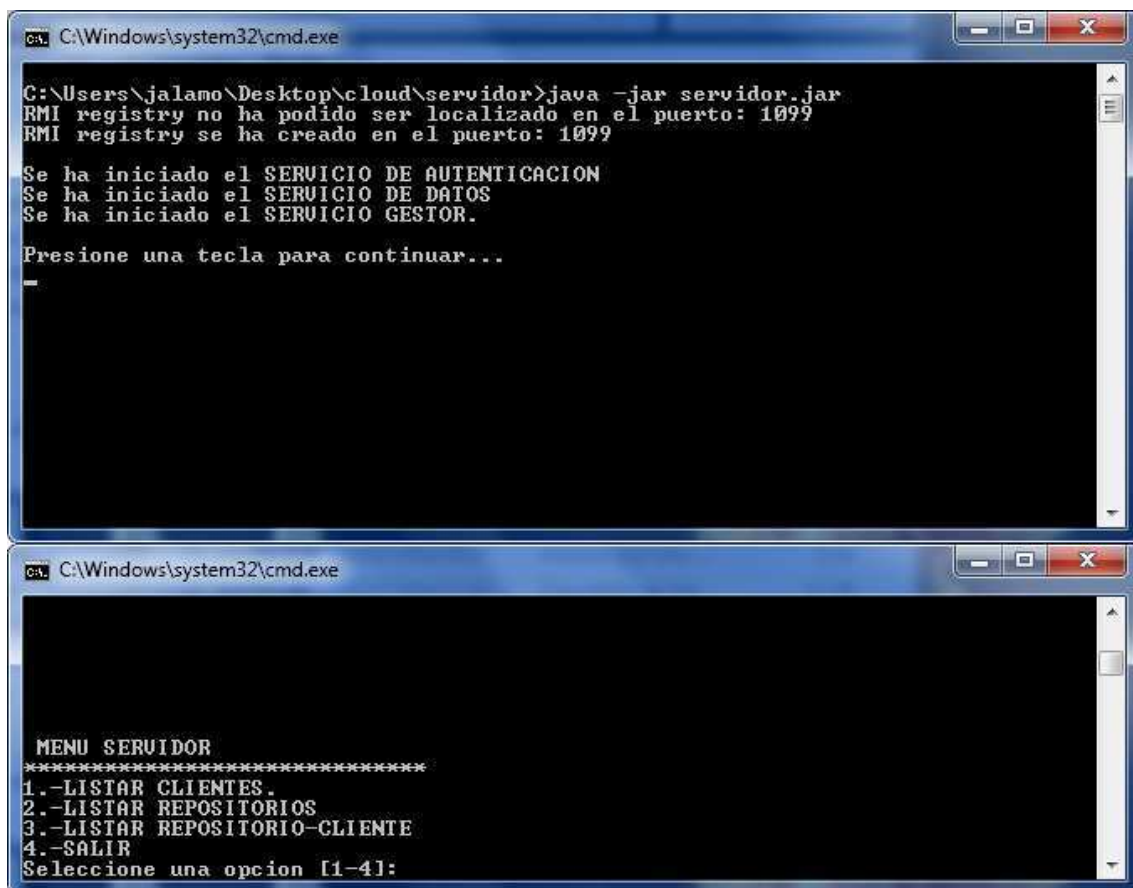 C:\Windows\system32\cmd.exe
C:\Users\jalamo\Desktop\cloud\servidor>java -jar servidor.jar
RMI registry no ha podido ser localizado en el puerto: 1099
RMI registry se ha creado en el puerto: 1099
Se ha iniciado el SERVICIO DE AUTENTICACION
Se ha iniciado el SERVICIO DE DATOS
Se ha iniciado el SERVICIO GESTOR.
Presione una tecla para continuar...
C:\Windows\system32\cmd.exe
MENU SERVIDOR
******************************
1.-LISTAR CLIENTES.
2.-LISTAR REPOSITORIOS
3.-LISTAR REPOSITORIO-CLIENTE
4.-SALIR
Seleccione una opcion [1-4]: